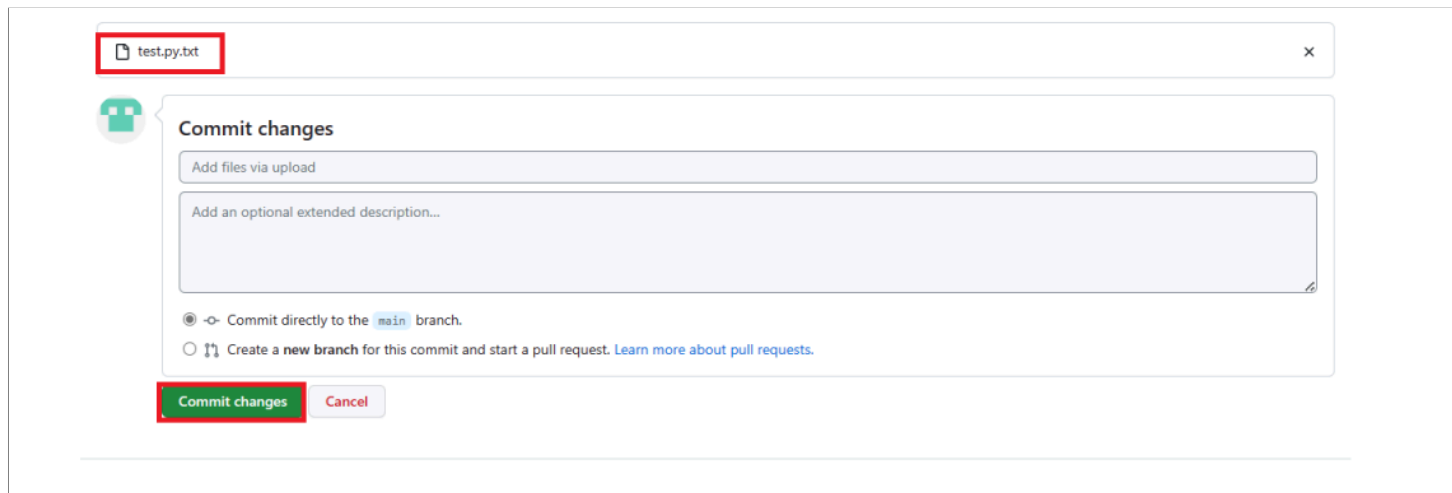 test.py.txt
Commit changes
Add files via upload
Add an optional extended description...
Commit directly to the main branch.
Create a new branch for this commit and start a pull request. Learn more about pull requests.
Commit changes Cancel